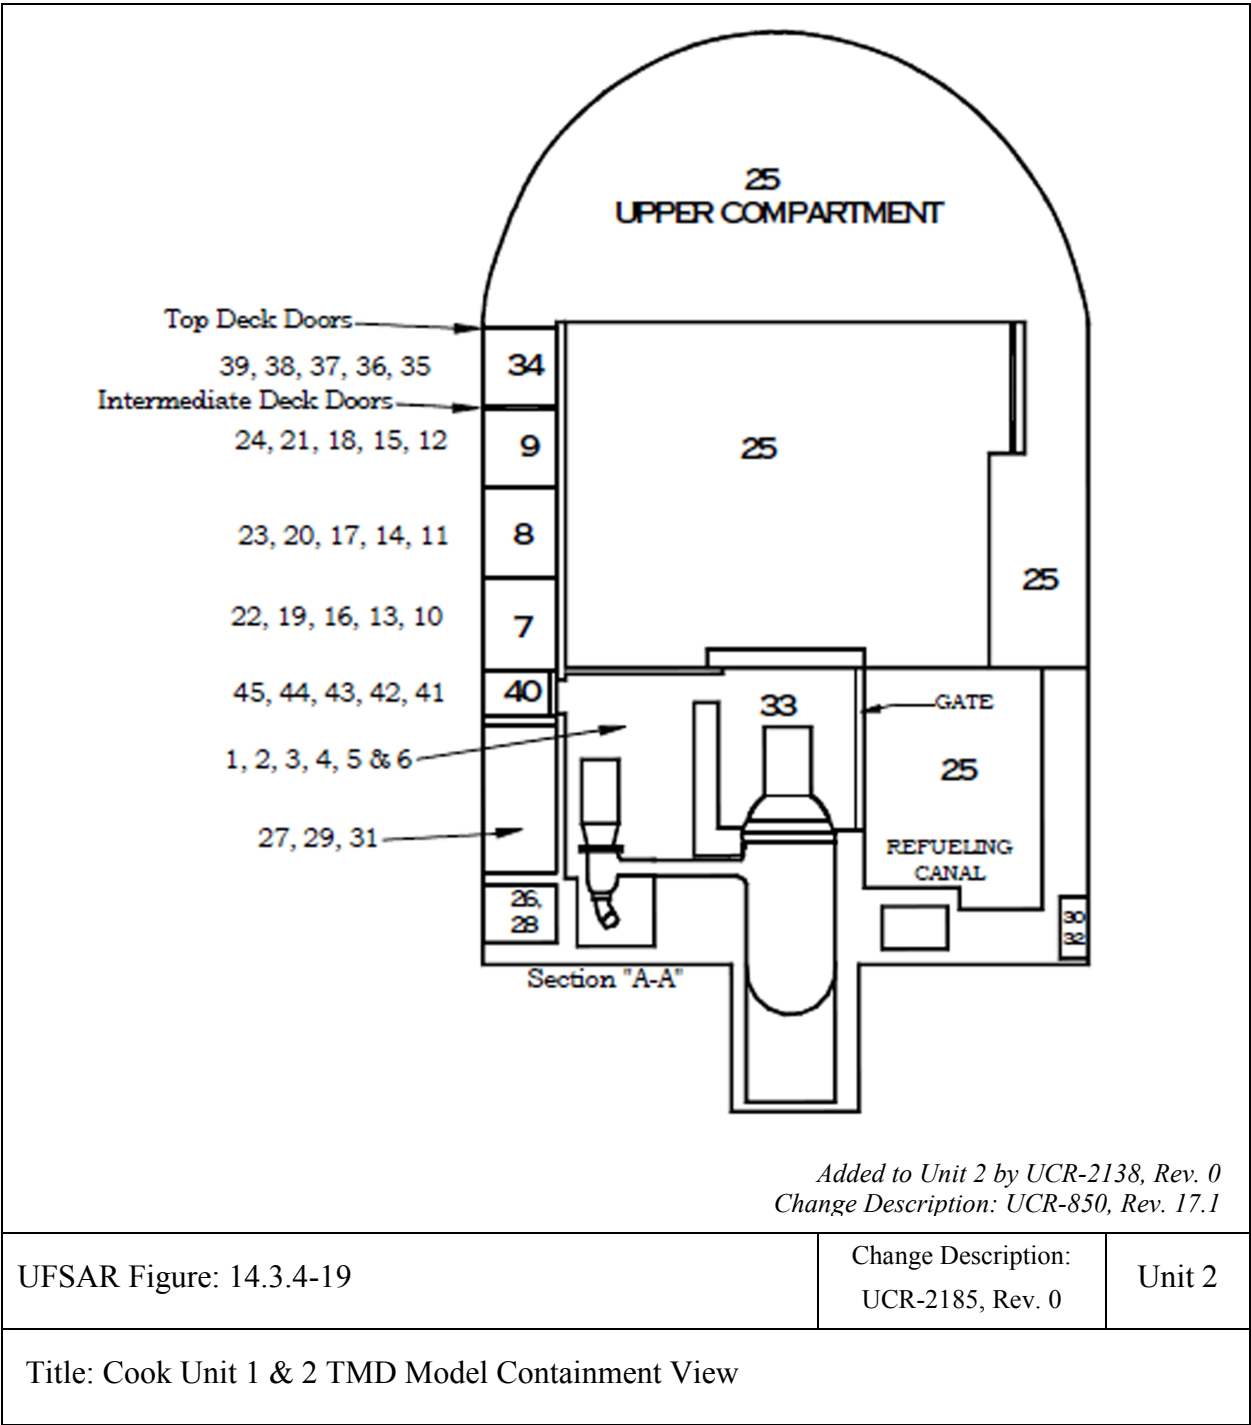 25
UPPER COMPARTMENT
Top Deck Doors
39, 38, 37, 36, 35
34
Intermediate Deck Doors
24, 21, 18, 15, 12
9
25
23, 20, 17, 14, 11
8
25
22, 19, 16, 13, 10
7
45, 44, 43, 42, 41
40
33
GATE
1, 2, 3, 4, 5 & 6
25
27, 29, 31
REFUELING
CANAL
26,
28
30
32
Section "A-A"
Added to Unit 2 by UCR-2138, Rev. 0
Change Description: UCR-850, Rev. 17.1
UFSAR Figure: 14.3.4-19
Change Description:
UCR-2185, Rev. 0
Unit 2
Title: Cook Unit 1 & 2 TMD Model Containment View